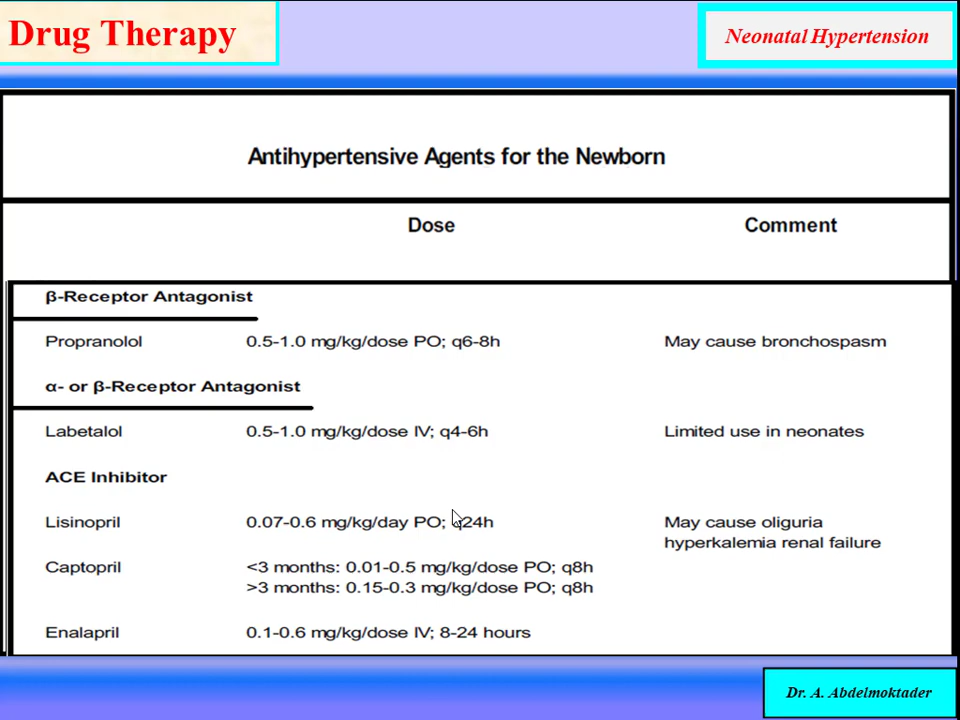 Drug Therapy
Neonatal Hypertension
Antihypertensive Agents for the Newborn
Dose Comment
β-Receptor Antagonist
Propranolol 0.5-1.0 mg/kg/dose PO; q6-8h May cause bronchospasm
α- or β-Receptor Antagonist
Labetalol 0.5-1.0 mg/kg/dose IV; q4-6h Limited use in neonates
ACE Inhibitor
Lisinopril 0.07-0.6 mg/kg/day PO; q24h May cause oliguria
hyperkalemia renal failure
Captopril <3 months: 0.01-0.5 mg/kg/dose PO; q8h
>3 months: 0.15-0.3 mg/kg/dose PO; q8h
Enalapril 0.1-0.6 mg/kg/dose IV; 8-24 hours
Dr. A. Abdelmoktader